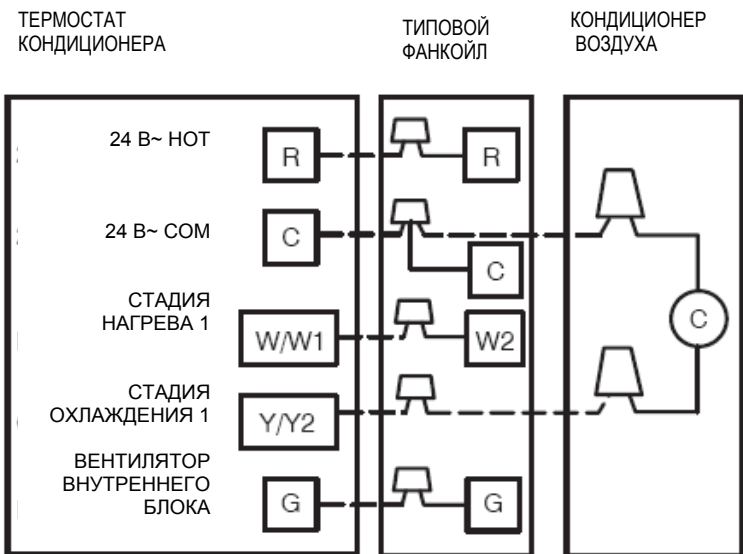 ТЕРМОСТАТ
КОНДИЦИОНЕРА
ТИПОВОЙ
ФАНКОЙЛ
КОНДИЦИОНЕР
ВОЗДУХА
24 В~ HOT
R
R
24 В~ COM
C
C
СТАДИЯ
НАГРЕВА 1
W/W1
W2
C
СТАДИЯ
ОХЛАЖДЕНИЯ 1
Y/Y2
ВЕНТИЛЯТОР
ВНУТРЕННЕГО
БЛОКА
G
G